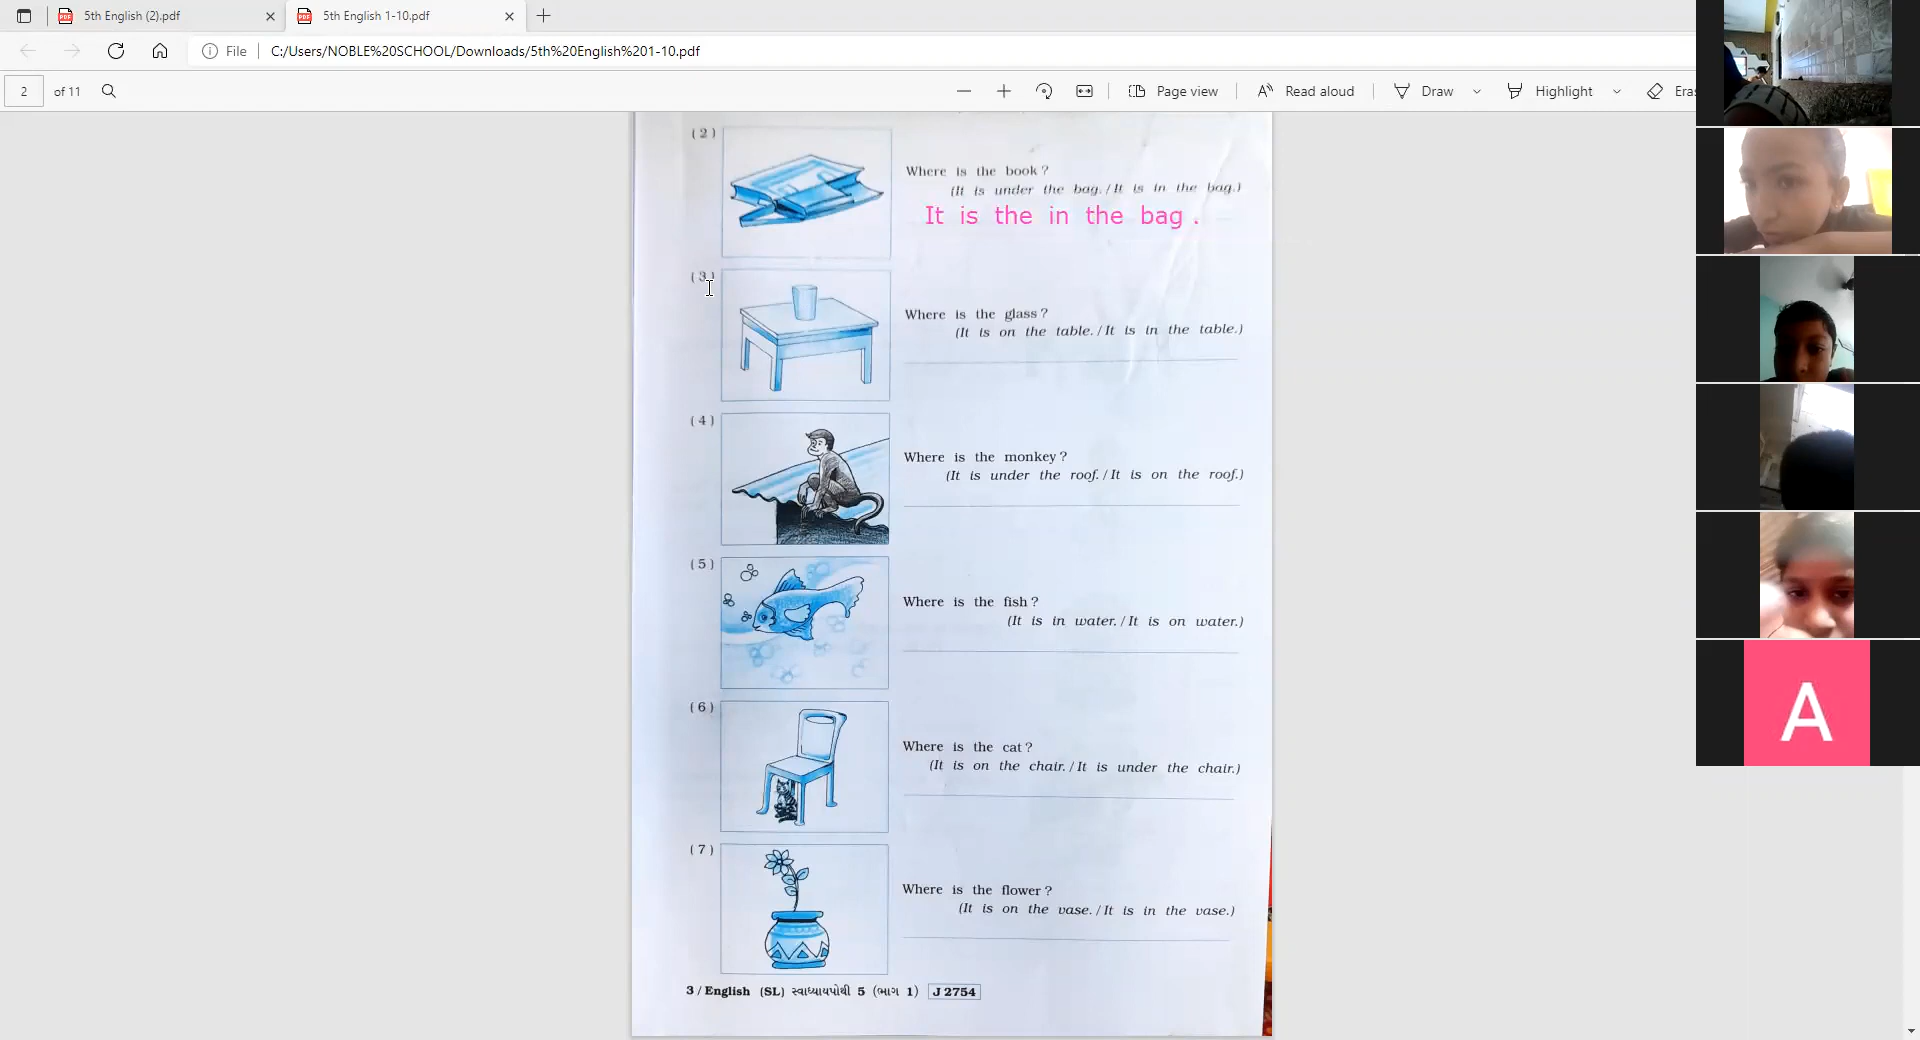 5th English (2).pdf
5th English 1-10.pdf
File
C:/Users/NOBLE%20SCHOOL/Downloads/5th%20English%201-10.pdf
2 of 11
Page view
Read aloud
Draw
Highlight
Eras
(2)
Where is the book?
(It is under the bag./It is in the bag.)
It is the in the bag .
(3)
Where is the glass?
(It is on the table./It is in the table.)
(4)
Where is the monkey?
(It is under the roof./It is on the roof.)
(5)
Where is the fish?
(It is in water./It is on water.)
(6)
Where is the cat?
(It is on the chair./It is under the chair.)
(7)
Where is the flower?
(It is on the vase./It is in the vase.)
3 / English (SL) સ્વાધ્યાયપોથી 5 (ભાગ 1) J 2754
A